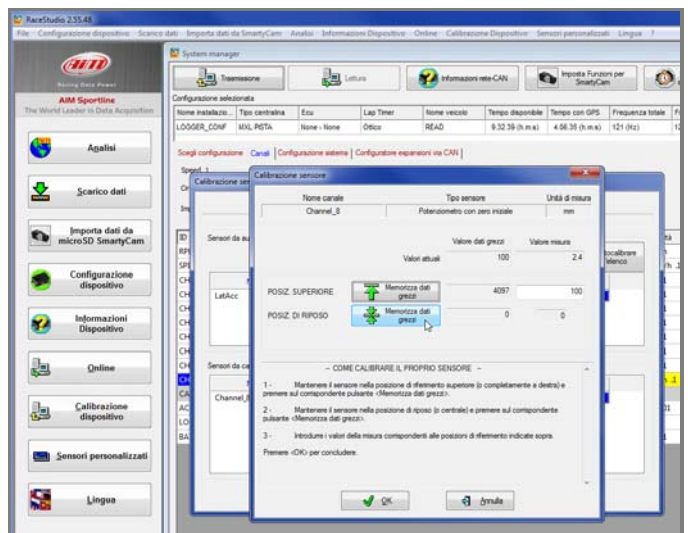 RaceStudio 2.55.48
File Configurazione dispositivo Scarico dati Importa dati da SmartyCam Analisi Informazioni Dispositivo Online Calibrazione Dispositivo Sensori personalizzati Lingua ?
System manager
Trasmissione
Lettura
Informazioni rete-CAN
Imposta Funzioni per SmartyCam
AIM
Racing Data Power
AIM Sportline
The World Leader in Data Acquisition
Analisi
Scarico dati
Importa dati da
microSD SmartyCam
Configurazione
dispositivo
Informazioni
Dispositivo
Online
Calibrazione
dispositivo
Sensori personalizzati
Lingua
Configurazione selezionata
Nome installazio... Tipo centralina Ecu Lap Timer Nome veicolo Tempo disponibile Tempo con GPS Frequenza totale
LOGGER_CONF MXL PISTA None - None Ottico READ 9.32.39 (h.m.s) 4.06.35 (h.m.s) 121 (Hz)
Scegli configurazione Canali Configurazione sistema Configuratore espansioni via CAN
Speed_1
Calibrazione sensore
Nome canale Tipo sensore Unità di misura
Channel_8 Potenziometro con zero iniziale mm
Valore dati grezzi Valore misura
Valori attuali 100 2.4
POSIZ. SUPERIORE Memorizza dati grezzi 4097 100
POSIZ. DI RIPOSO Memorizza dati grezzi 0 0
– COME CALIBRARE IL PROPRIO SENSORE –
1 - Mantenere il sensore nella posizione di riferimento superiore (o completamente a destra) e
premere sul corrispondente pulsante <Memorizza dati grezzi>.
2 - Mantenere il sensore nella posizione di riposo (o centrale) e premere sul corrispondente
pulsante <Memorizza dati grezzi>.
3 - Introdurre i valori della misura corrispondenti alle posizioni di riferimento indicate sopra.
Premere <OK> per concludere.
OK
Annulla
Calibrazione ser
Sensori da au
LatAcc
Sensori da ca
Channel_8
ID